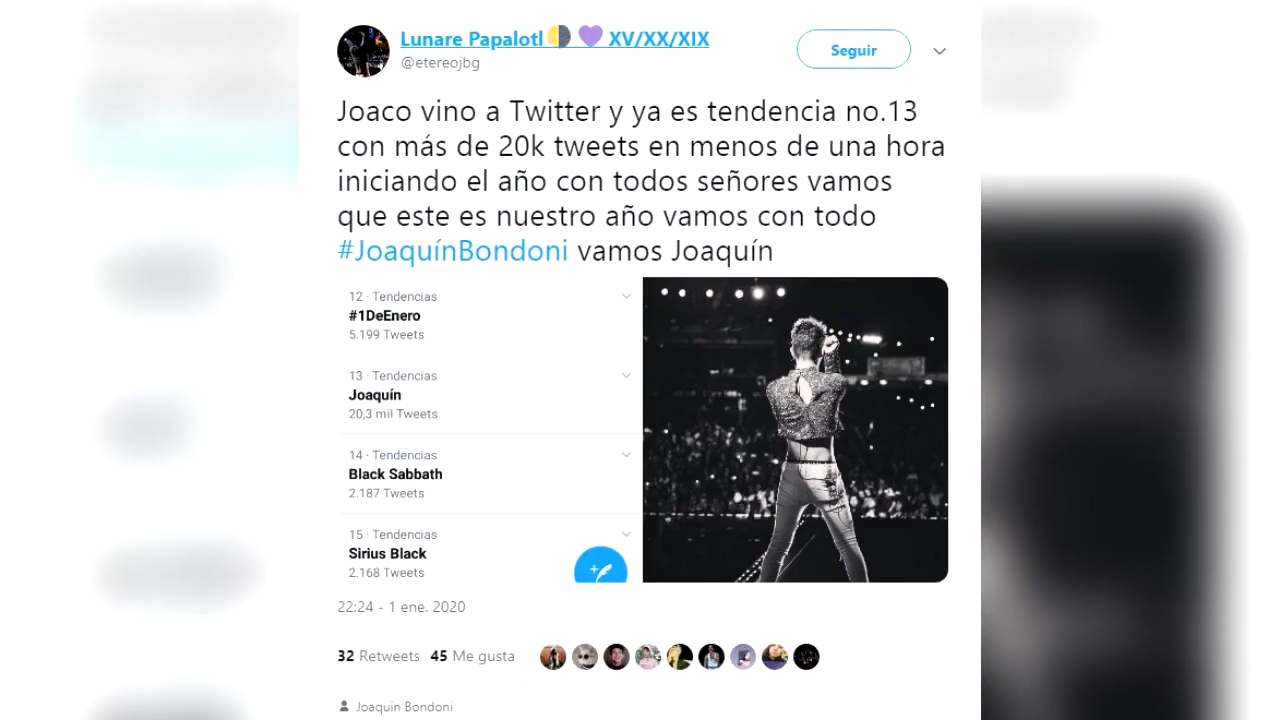 Lunare Papalotl🌗💜 XV/XX/XIX
@etereojbg
Seguir
Joaco vino a Twitter y ya es tendencia no.13
con más de 20k tweets en menos de una hora
iniciando el año con todos señores vamos
que este es nuestro año vamos con todo
#JoaquínBondoni vamos Joaquín
12 · Tendencias
#1DeEnero
5.199 Tweets
13 · Tendencias
Joaquín
20,3 mil Tweets
14 · Tendencias
Black Sabbath
2.187 Tweets
15 · Tendencias
Sirius Black
2.168 Tweets
22:24 - 1 ene. 2020
32 Retweets 45 Me gusta
Joaquin Bondoni